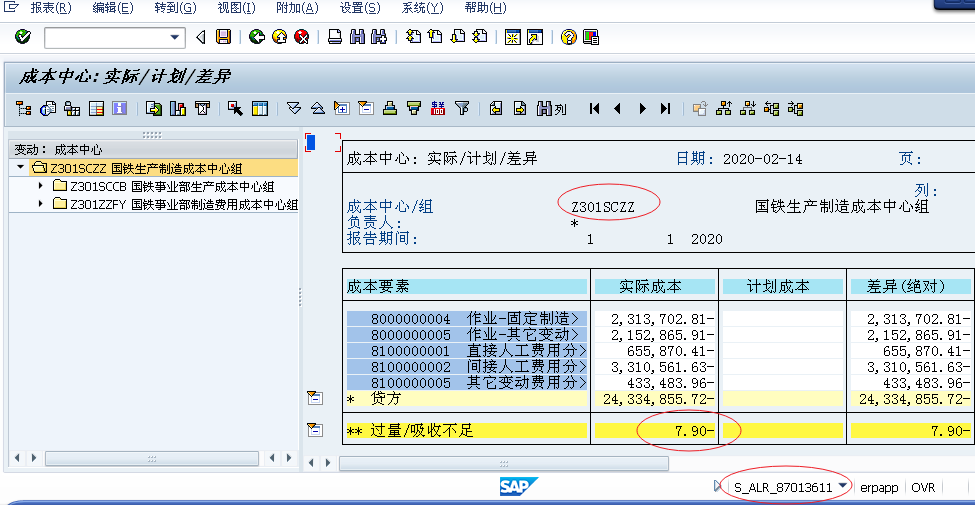 报表(R) 编辑(E) 转到(G) 视图(I) 附加(A) 设置(S) 系统(Y) 帮助(H)
成本中心:实际/计划/差异
列
变动: 成本中心
Z301SCZZ 国铁生产制造成本中心组
Z301SCCB 国铁事业部生产成本中心组
Z301ZZFY 国铁事业部制造费用成本中心组
成本中心: 实际/计划/差异 日期: 2020-02-14 页:
列:
成本中心/组 Z301SCZZ 国铁生产制造成本中心组
负责人: *
报告期间: 1 1 2020
成本要素 实际成本 计划成本 差异(绝对)
8000000004 作业-固定制造> 2,313,702.81- 2,313,702.81-
8000000005 作业-其它变动> 2,152,865.91- 2,152,865.91-
8100000001 直接人工费用分> 655,870.41- 655,870.41-
8100000002 间接人工费用分> 3,310,561.63- 3,310,561.63-
8100000005 其它变动费用分> 433,483.96- 433,483.96-
* 贷方 24,334,855.72- 24,334,855.72-
** 过量/吸收不足 7.90- 7.90-
SAP S_ALR_87013611 erpapp OVR